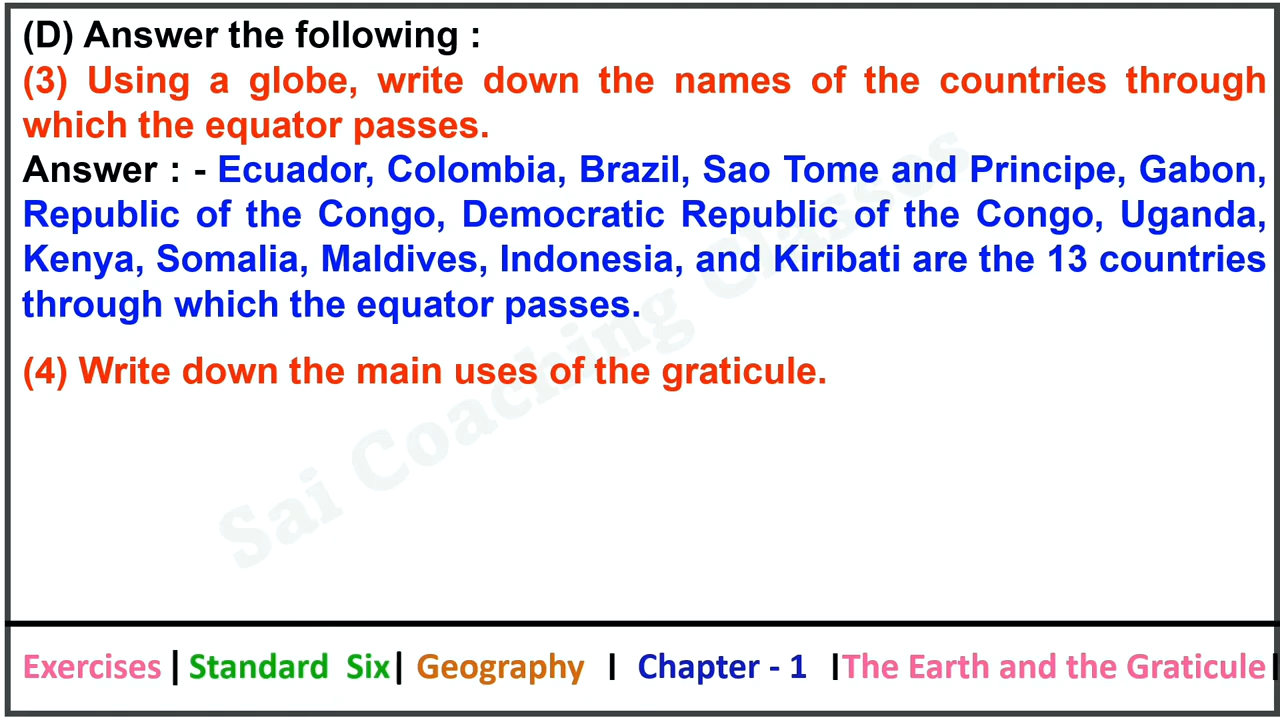 (D) Answer the following :
(3) Using a globe, write down the names of the countries through
which the equator passes.
Answer : - Ecuador, Colombia, Brazil, Sao Tome and Principe, Gabon,
Republic of the Congo, Democratic Republic of the Congo, Uganda,
Kenya, Somalia, Maldives, Indonesia, and Kiribati are the 13 countries
through which the equator passes.
(4) Write down the main uses of the graticule.
Sai Coaching Classes
Exercises | Standard Six| Geography | Chapter - 1 |The Earth and the Graticule|